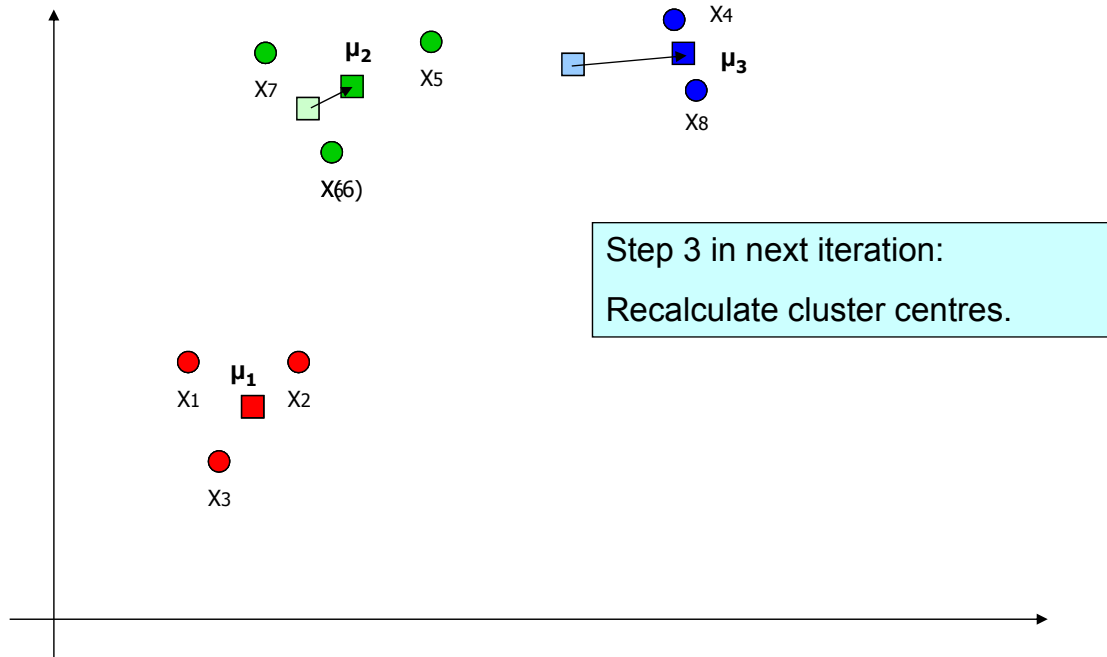 X4
μ2
X5
μ3
X7
X8
X6(6)
Step 3 in next iteration:
Recalculate cluster centres.
μ1
X1
X2
X3